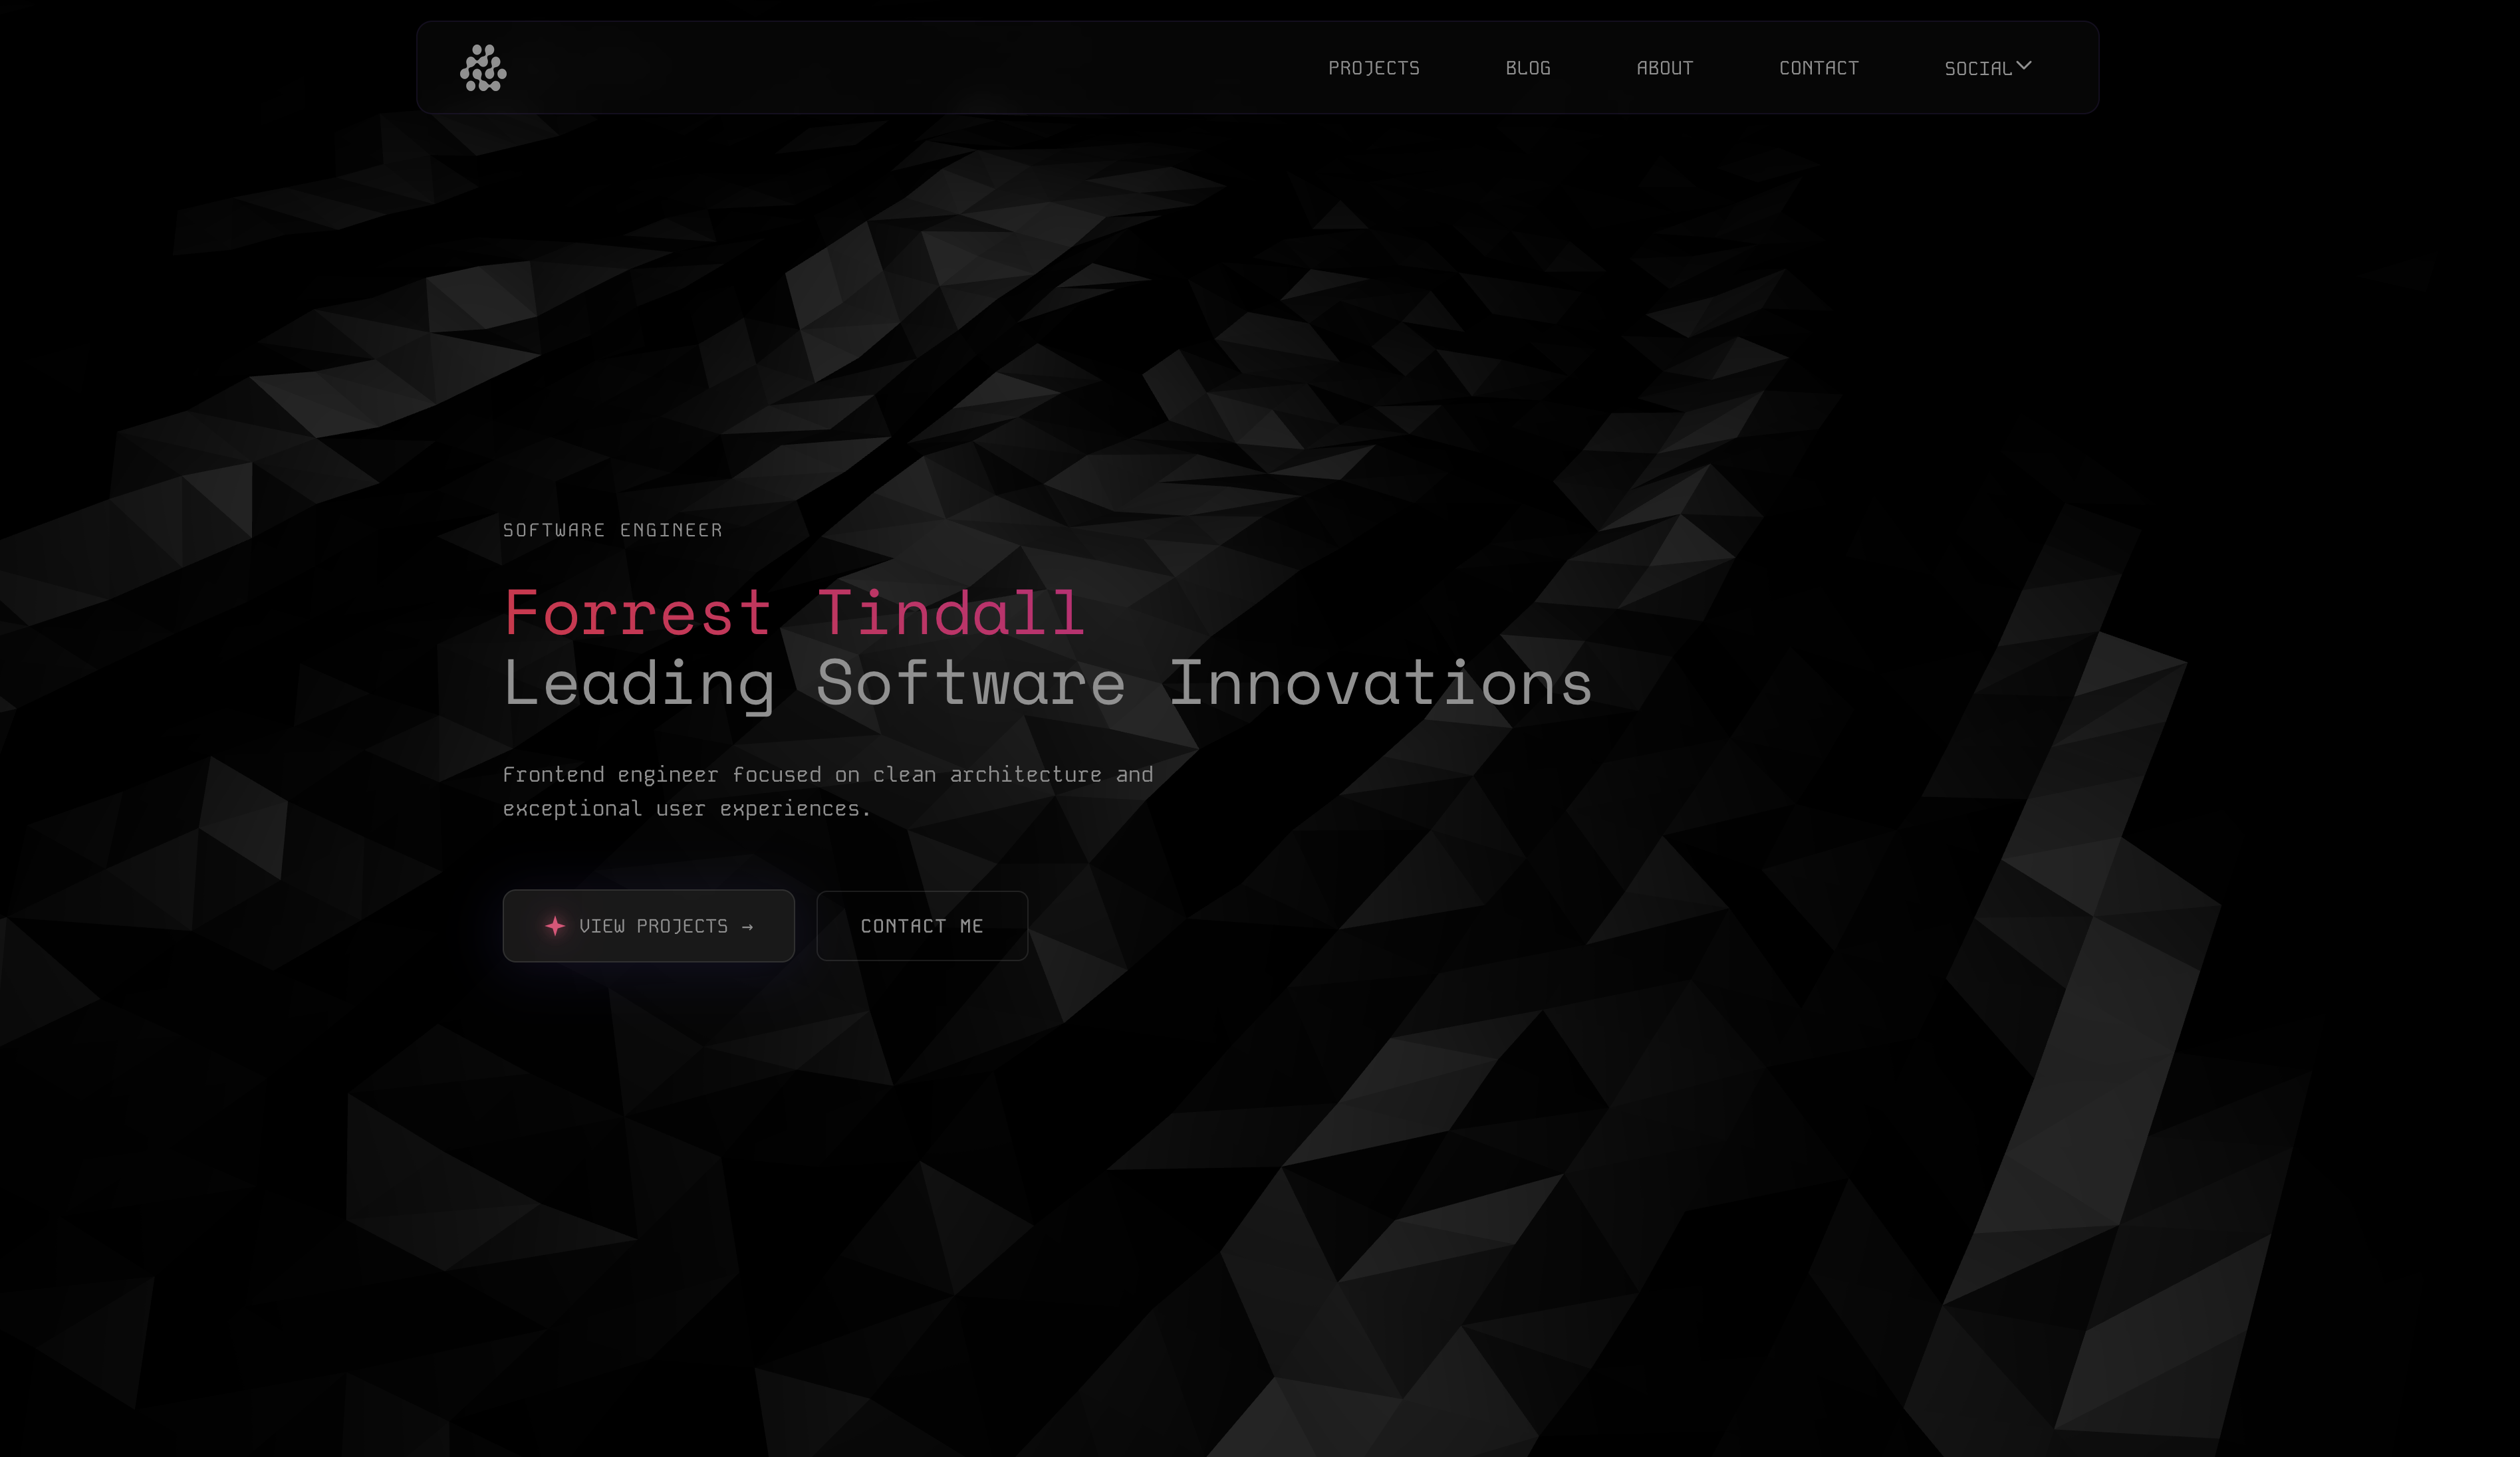 PROJECTS BLOG ABOUT CONTACT SOCIAL
SOFTWARE ENGINEER
Forrest Tindall
Leading Software Innovations
Frontend engineer focused on clean architecture and
exceptional user experiences.
VIEW PROJECTS → CONTACT ME